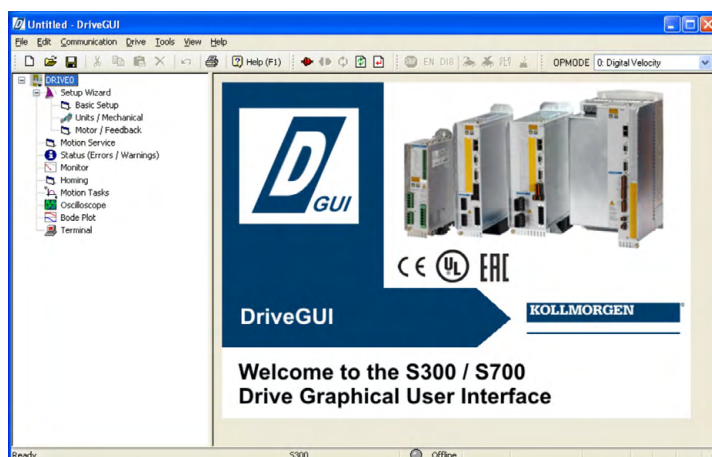 Untitled - DriveGUI
File Edit Communication Drive Tools View Help
Help (F1) EN DIS OPMODE 0: Digital Velocity
DRIVE0
Setup Wizard
Basic Setup
Units / Mechanical
Motor / Feedback
Motion Service
Status (Errors / Warnings)
Monitor
Homing
Motion Tasks
Oscilloscope
Bode Plot
Terminal
D
GUI
CE UL EAC
DriveGUI
KOLLMORGEN
Welcome to the S300 / S700
Drive Graphical User Interface
Ready S300 Offline